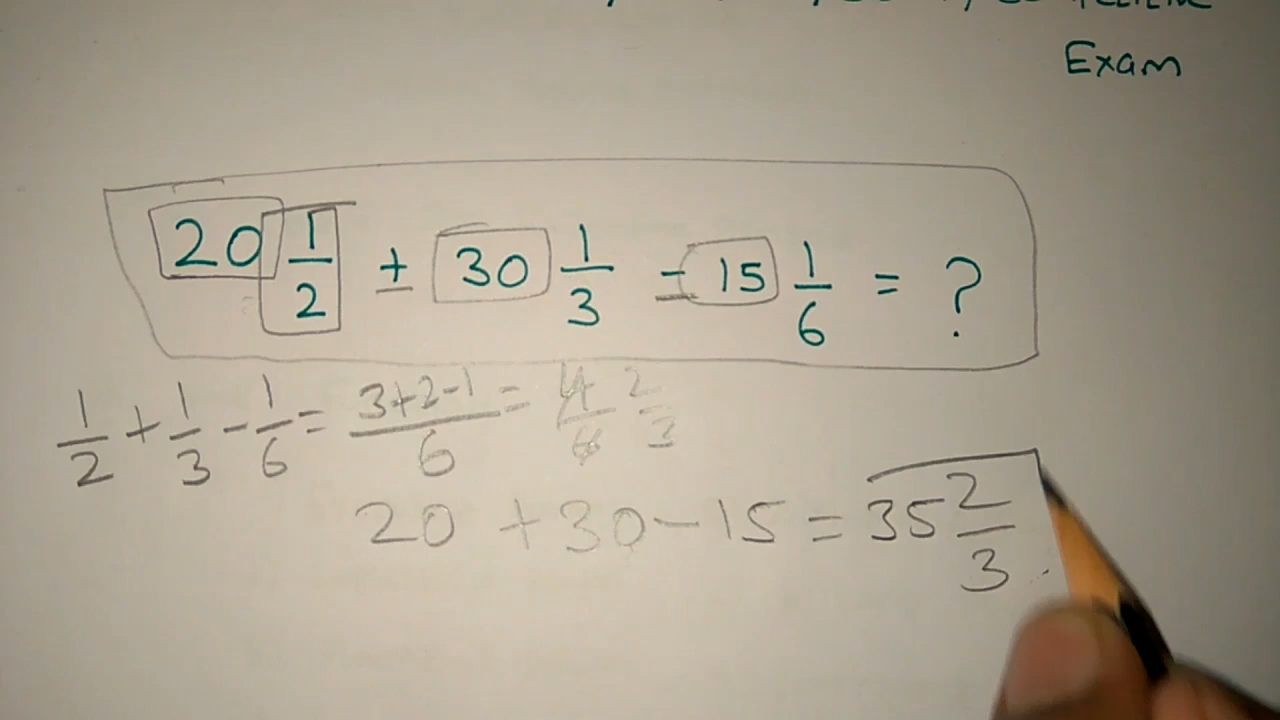 Exam
20 1/2 + 30 1/3 - 15 1/6 = ?
1/2 + 1/3 - 1/6 = 3+2-1/6 = 4/6 2/3
20 + 30 - 15 = 35 2/3